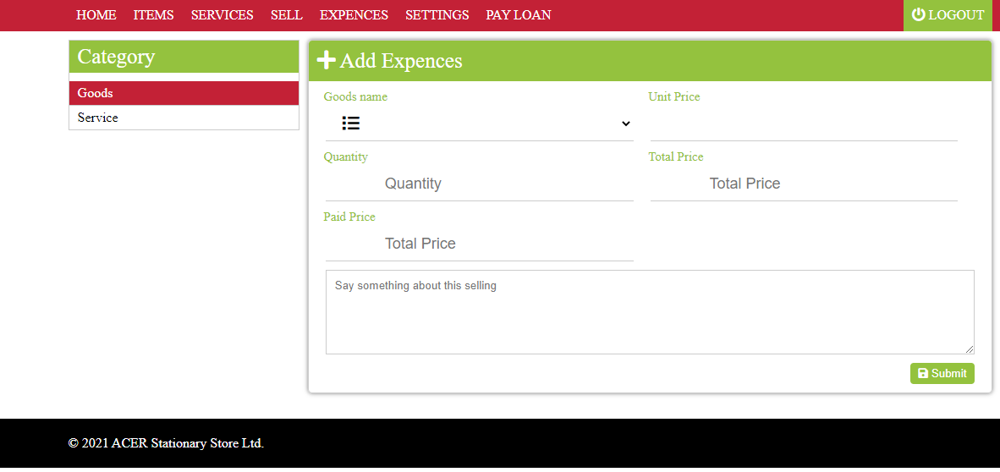 HOME ITEMS SERVICES SELL EXPENCES SETTINGS PAY LOAN LOGOUT
Category
Goods
Service
Add Expences
Goods name Unit Price
Quantity Total Price
Quantity Total Price
Paid Price
Total Price
Say something about this selling
Submit
© 2021 ACER Stationary Store Ltd.